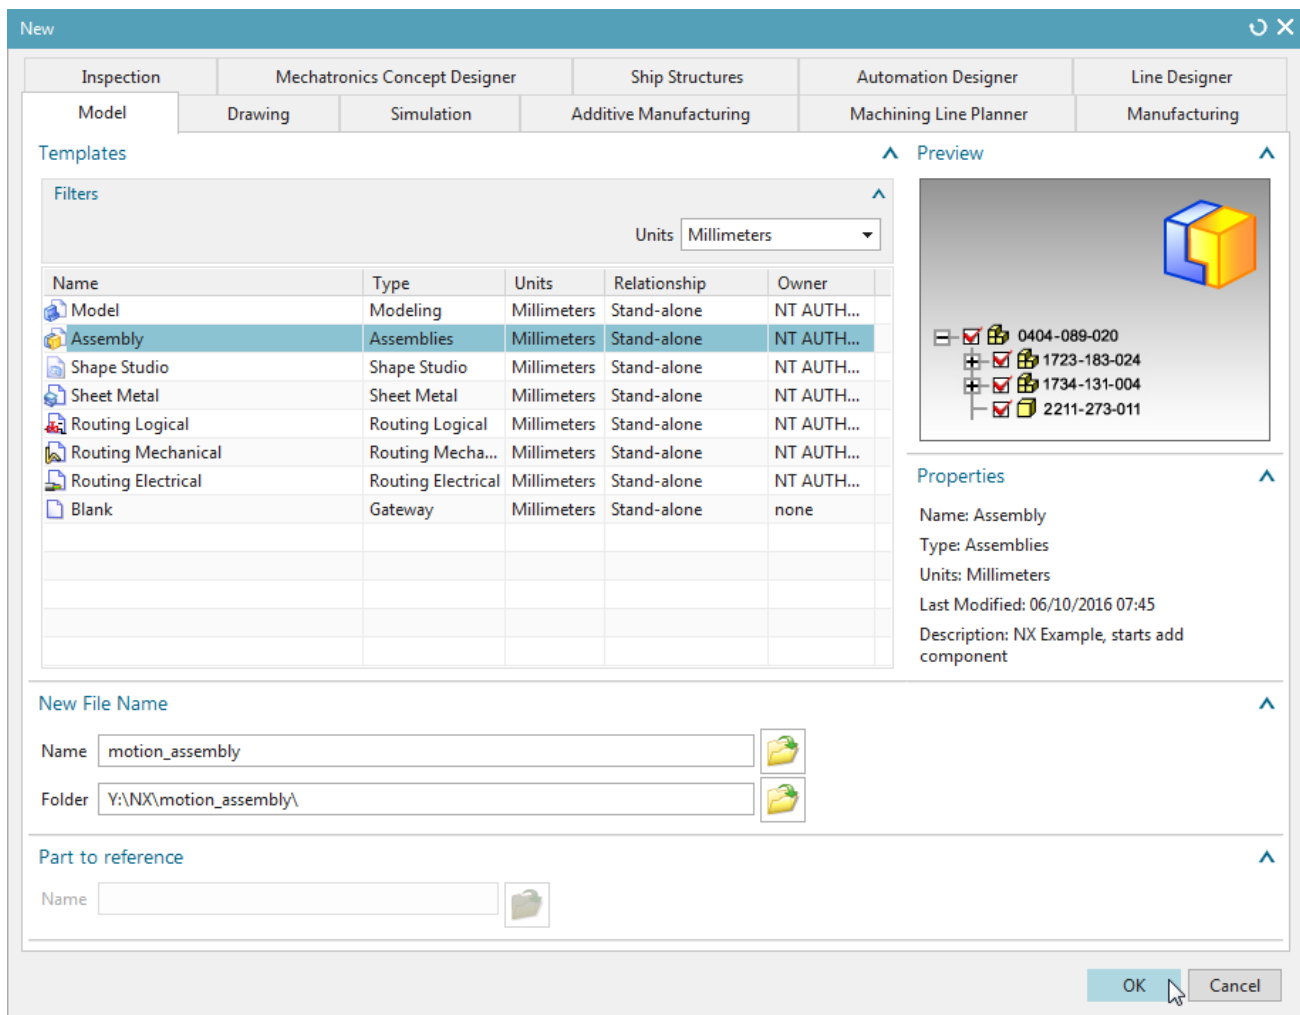 New
Inspection Mechatronics Concept Designer Ship Structures Automation Designer Line Designer
Model Drawing Simulation Additive Manufacturing Machining Line Planner Manufacturing
Templates
Filters
Units Millimeters
Name Type Units Relationship Owner
Model Modeling Millimeters Stand-alone NT AUTH...
Assembly Assemblies Millimeters Stand-alone NT AUTH...
Shape Studio Shape Studio Millimeters Stand-alone NT AUTH...
Sheet Metal Sheet Metal Millimeters Stand-alone NT AUTH...
Routing Logical Routing Logical Millimeters Stand-alone NT AUTH...
Routing Mechanical Routing Mecha... Millimeters Stand-alone NT AUTH...
Routing Electrical Routing Electrical Millimeters Stand-alone NT AUTH...
Blank Gateway Millimeters Stand-alone none
Preview
0404-089-020
1723-183-024
1734-131-004
2211-273-011
Properties
Name: Assembly
Type: Assemblies
Units: Millimeters
Last Modified: 06/10/2016 07:45
Description: NX Example, starts add
component
New File Name
Name motion_assembly
Folder Y:\NX\motion_assembly\
Part to reference
Name
OK Cancel